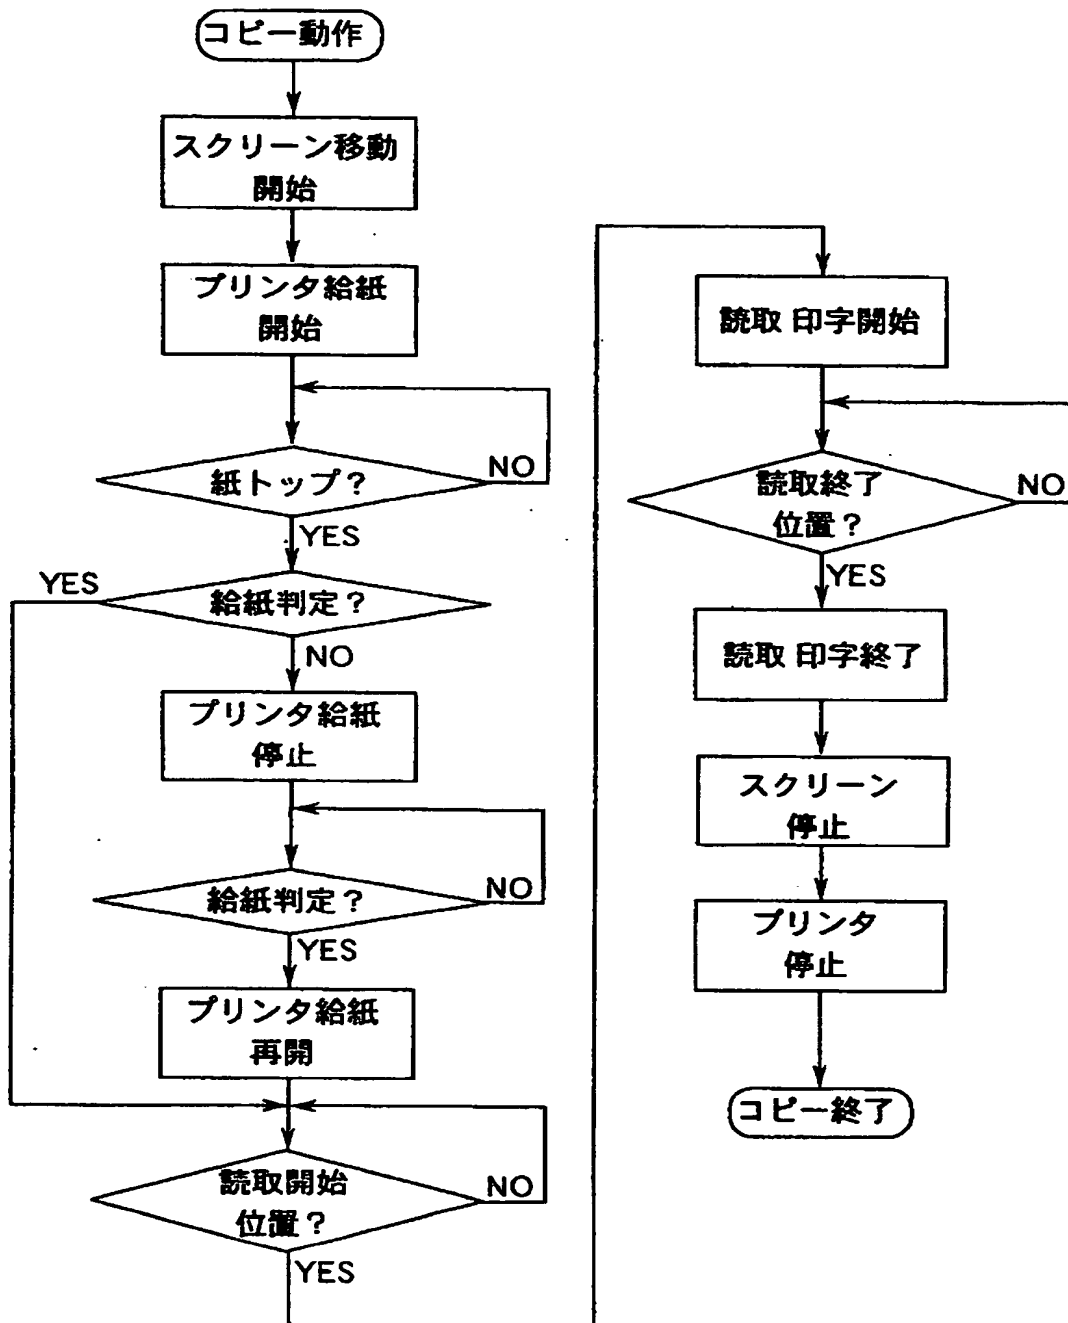 コピー動作
スクリーン移動
開始
プリンタ給紙
開始
紙トップ？
NO
YES
給紙判定？
YES
NO
プリンタ給紙
停止
給紙判定？
NO
YES
プリンタ給紙
再開
読取開始
位置？
NO
YES
読取 印字開始
読取終了
位置？
NO
YES
読取 印字終了
スクリーン
停止
プリンタ
停止
コピー終了